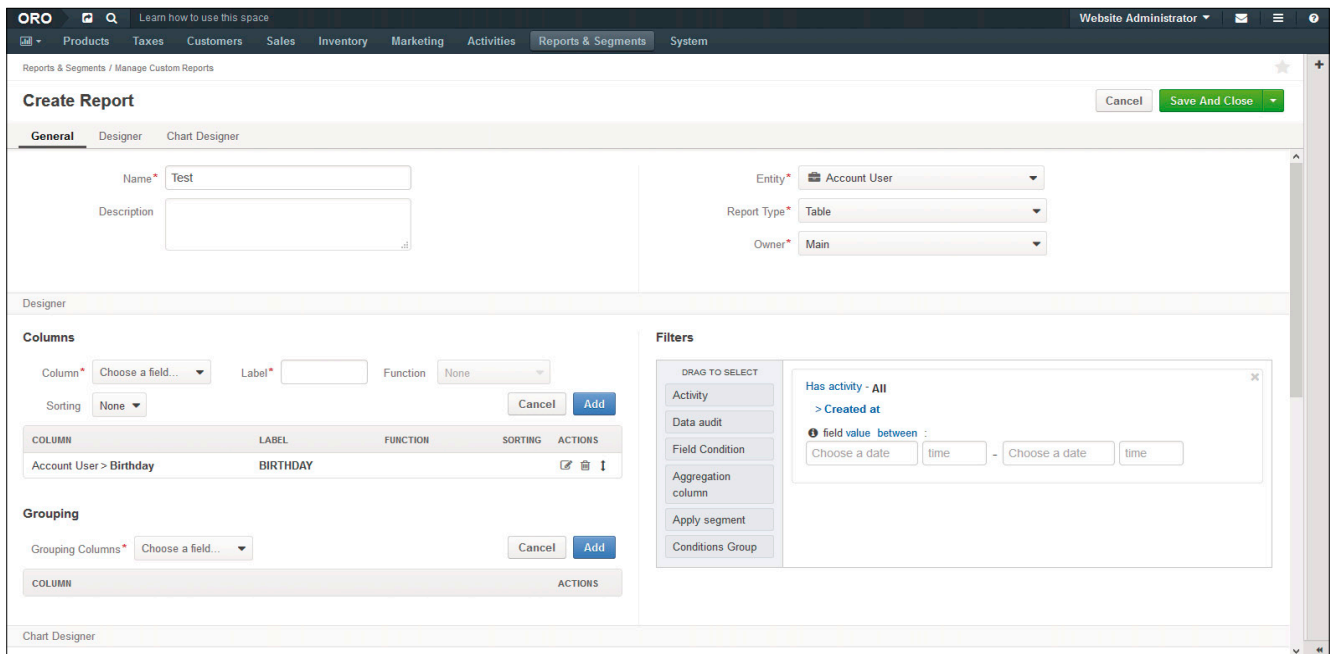 ORO Learn how to use this space Website Administrator
Products Taxes Customers Sales Inventory Marketing Activities Reports & Segments System
Reports & Segments / Manage Custom Reports
Create Report Cancel Save And Close
General Designer Chart Designer
Name* Test
Description
Entity* Account User
Report Type* Table
Owner* Main
Designer
Columns
Column* Choose a field... Label* Function None
Sorting None Cancel Add
COLUMN LABEL FUNCTION SORTING ACTIONS
Account User > Birthday BIRTHDAY
Grouping
Grouping Columns* Choose a field... Cancel Add
COLUMN ACTIONS
Filters
DRAG TO SELECT
Activity
Data audit
Field Condition
Aggregation
column
Apply segment
Conditions Group
Has activity - All
> Created at
field value between :
Choose a date time - Choose a date time
Chart Designer